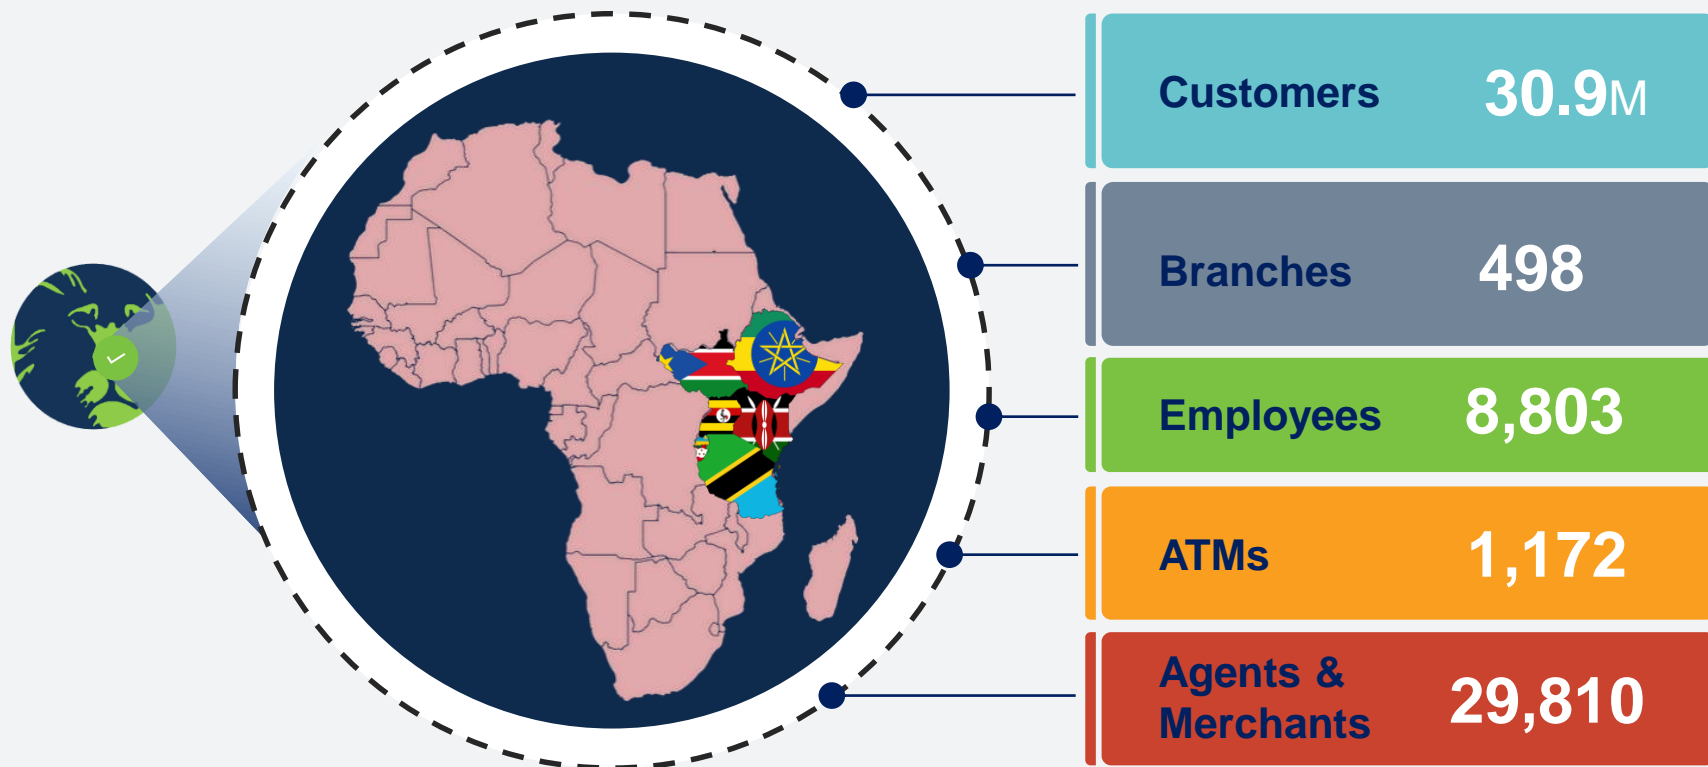 Customers 30.9M
Branches 498
Employees 8,803
ATMs 1,172
Agents &
Merchants 29,810